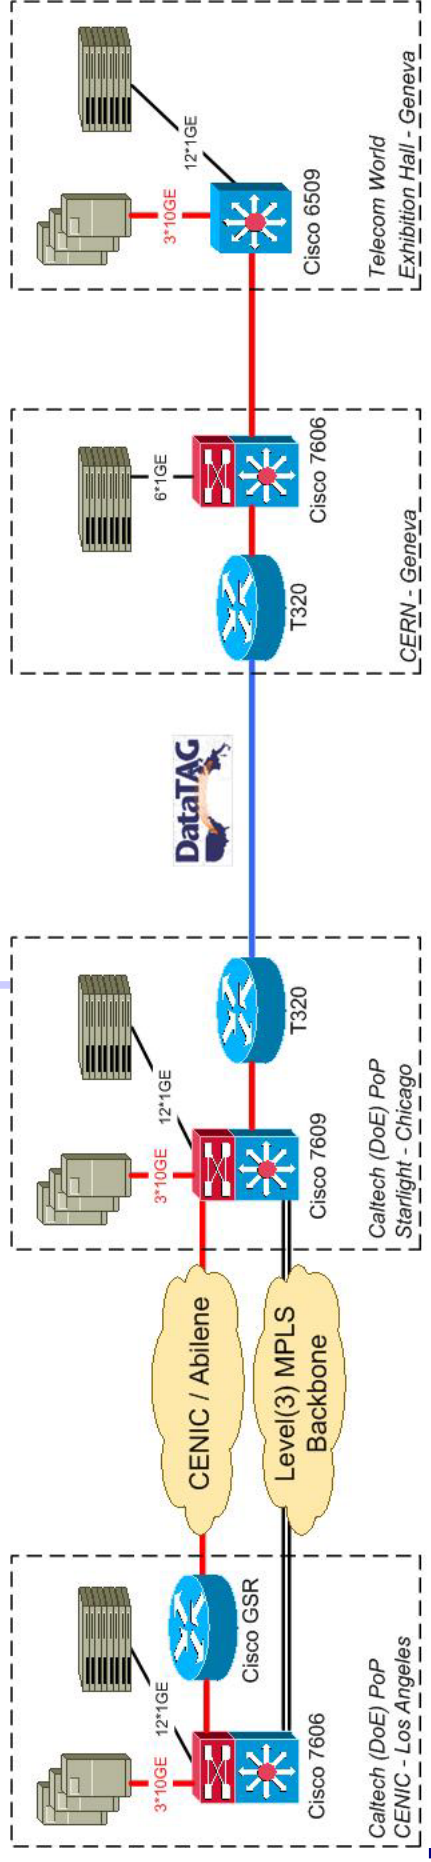 3*10GE
12*1GE
Cisco 7606
Cisco GSR
Caltech (DoE) PoP
CENIC - Los Angeles
CENIC / Abilene
Level(3) MPLS
Backbone
3*10GE
12*1GE
Cisco 7609
T320
Caltech (DoE) PoP
Starlight - Chicago
DataTAG
T320
6*1GE
Cisco 7606
CERN - Geneva
3*10GE
12*1GE
Cisco 6509
Telecom World
Exhibition Hall - Geneva